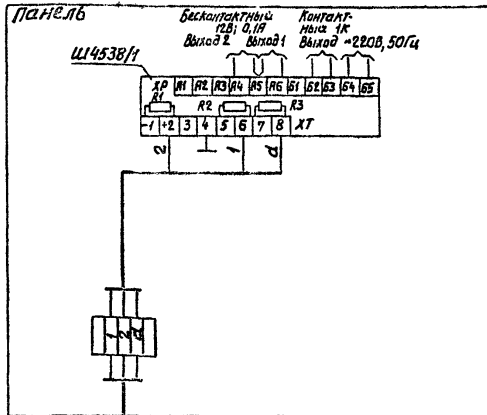 Панель
Бесконтактный
12В; 0,1А
Выход 2 Выход 1
Контакт-
ный 1К
Выход ~220В, 50Гц
Ш4538/1
ХР А1 А2 А3 А4 А5 А6 Б1 Б2 Б3 Б4 Б5
R1 R2 R3
-1 +2 3 4 5 6 7 8 ХТ
2 1 d
1 2 d